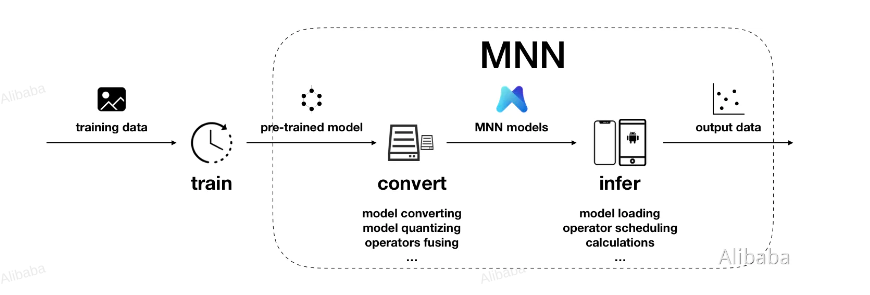 MNN
Alibaba
training data
pre-trained model
MNN models
output data
train
convert
infer
model converting
model quantizing
operators fusing
...
model loading
operator scheduling
calculations
...
Alibaba
Alibaba
Alibaba